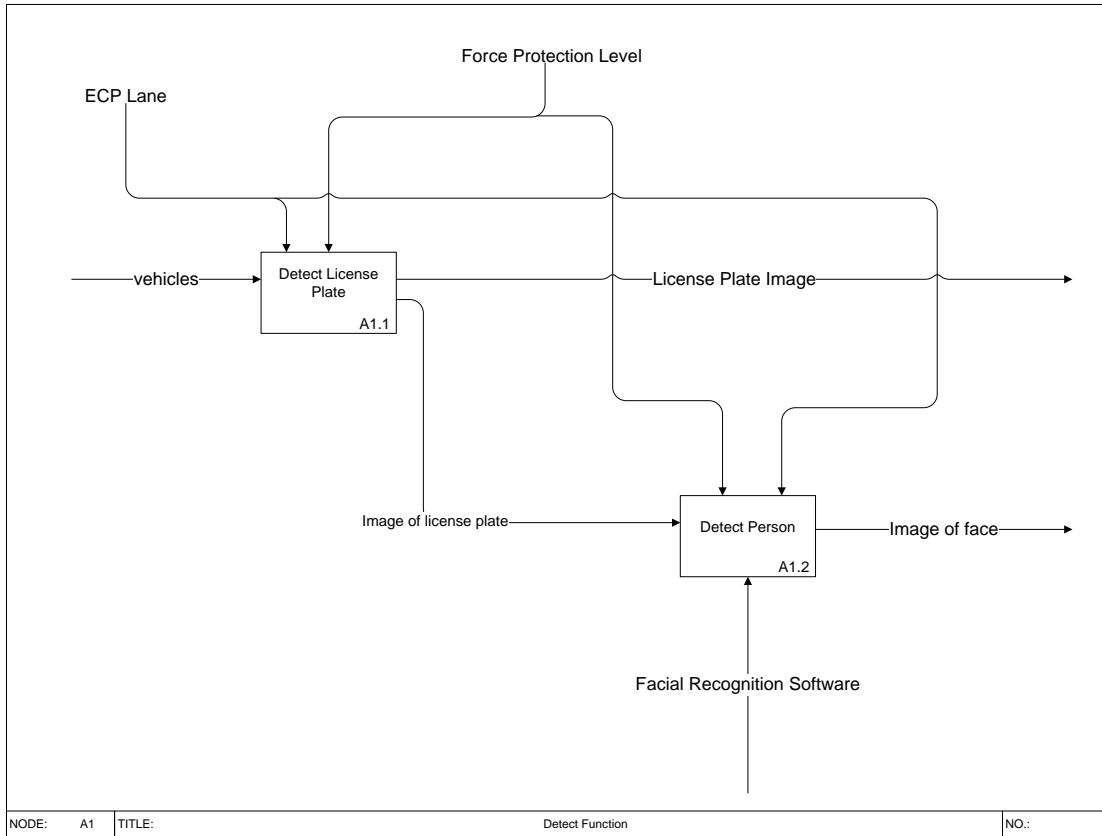 Force Protection Level
ECP Lane
vehicles
Detect License
Plate
A1.1
License Plate Image
Image of license plate
Detect Person
A1.2
Image of face
Facial Recognition Software
NODE: A1 TITLE: Detect Function NO.: